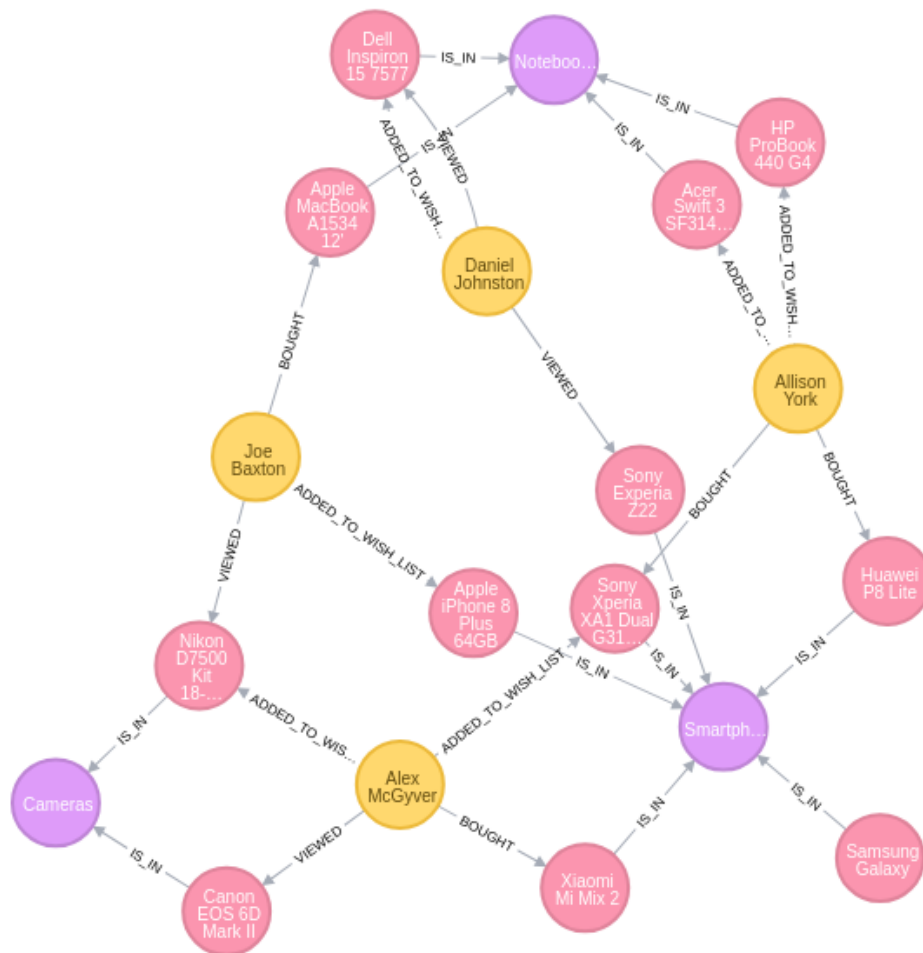 Dell
Inspiron
15 7577
IS_IN
Noteboo...
IS_IN
HP
ProBook
440 G4
ADDED_TO_WISH...
VIEWED
IS_IN
Apple
MacBook
A1534
12'
Acer
Swift 3
SF314...
Daniel
Johnston
ADDED_TO_...
ADDED_TO_WISH...
BOUGHT
VIEWED
Allison
York
Joe
Baxton
ADDED_TO_WISH_LIST
Sony
Experia
Z22
BOUGHT
BOUGHT
VIEWED
Apple
iPhone 8
Plus
64GB
Sony
Xperia
XA1 Dual
G31...
IS_IN
Huawei
P8 Lite
Nikon
D7500
Kit
18-...
IS_IN
IS_IN
IS_IN
ADDED_TO_WISH_LIST
IS_IN
ADDED_TO_WIS...
Smartph...
Cameras
Alex
McGyver
IS_IN
IS_IN
BOUGHT
VIEWED
IS_IN
Canon
EOS 6D
Mark II
Xiaomi
Mi Mix 2
Samsung
Galaxy